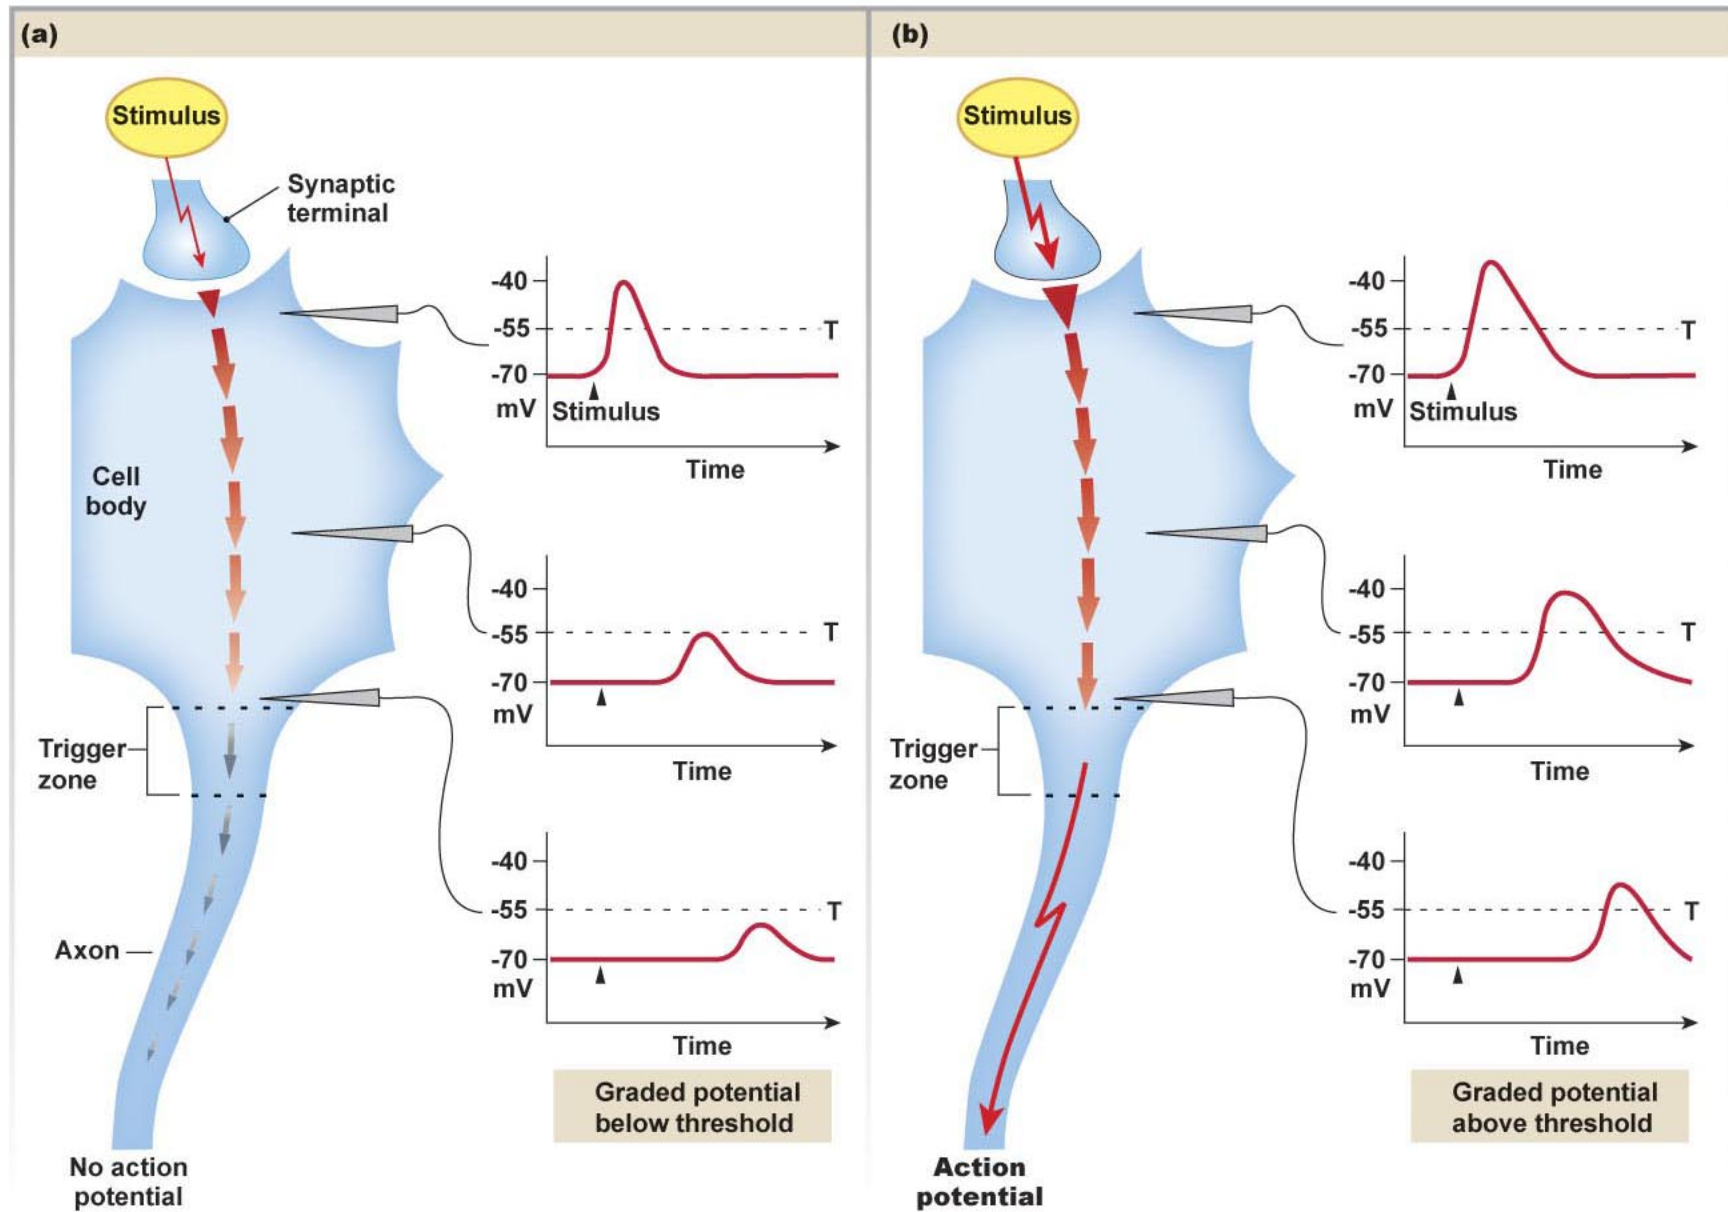 (a)
Stimulus
Synaptic
terminal
Cell
body
Trigger
zone
Axon
No action
potential
-40
-55
T
-70
mV
Stimulus
Time
-40
-55
T
-70
mV
Time
-40
-55
T
-70
mV
Time
Graded potential
below threshold
(b)
Stimulus
Trigger
zone
Action
potential
-40
-55
T
-70
mV
Stimulus
Time
-40
-55
T
-70
mV
Time
-40
-55
T
-70
mV
Time
Graded potential
above threshold